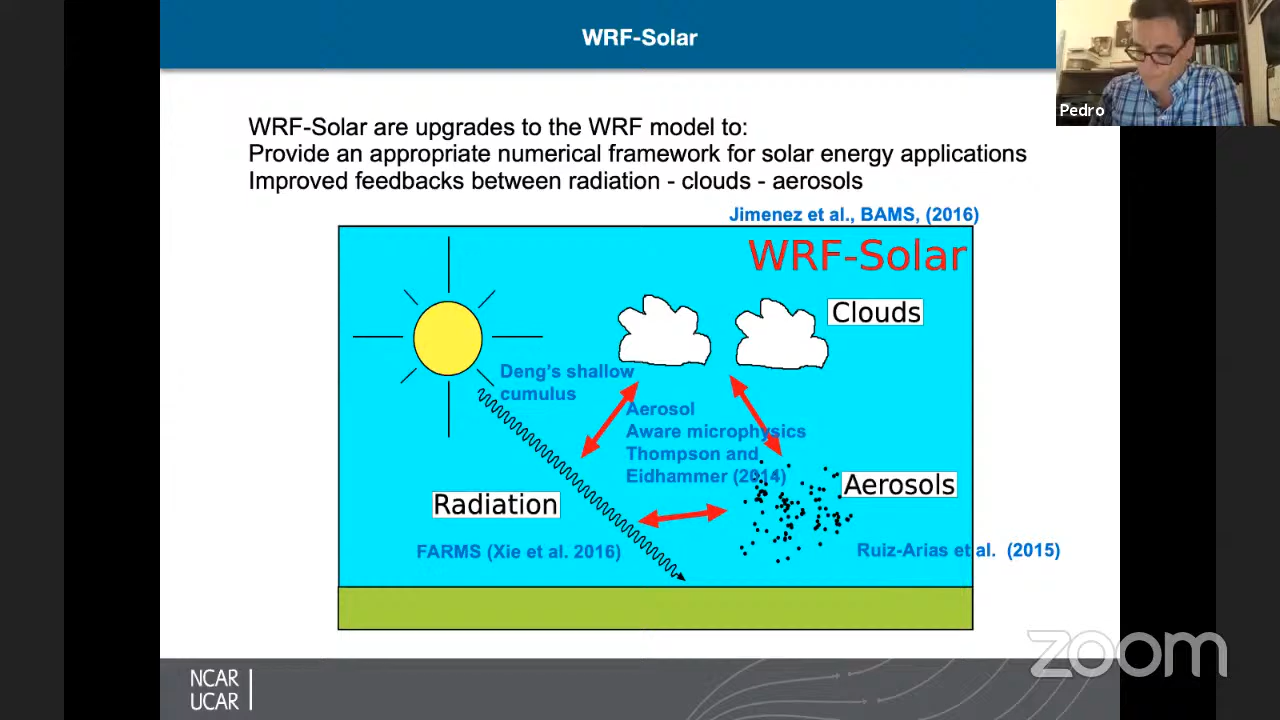 WRF-Solar
Pedro
WRF-Solar are upgrades to the WRF model to:
Provide an appropriate numerical framework for solar energy applications
Improved feedbacks between radiation - clouds - aerosols
Jimenez et al., BAMS, (2016)
WRF-Solar
Clouds
Deng's shallow
cumulus
Aerosol
Aware microphysics
Thompson and
Eidhammer (2014)
Aerosols
Radiation
FARMS (Xie et al. 2016)
Ruiz-Arias et al. (2015)
zoom
NCAR
UCAR